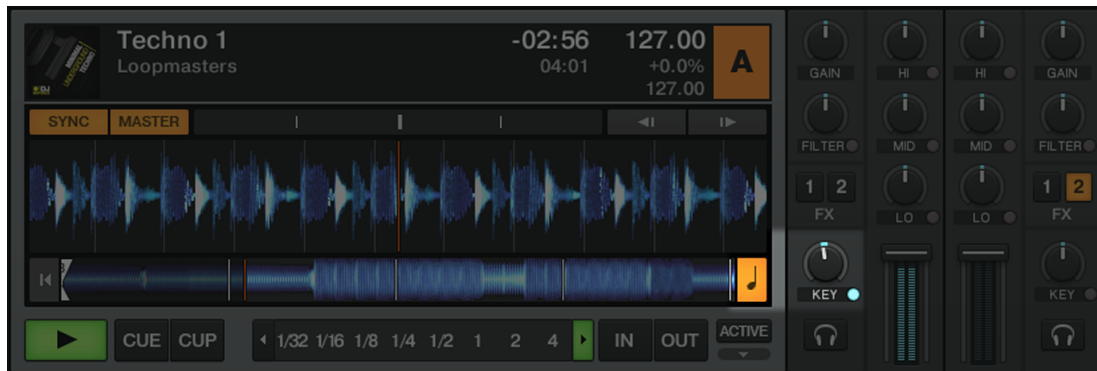 Techno 1 -02:56 127.00 A
Loopmasters 04:01 +0.0%
127.00
SYNC MASTER
GAIN HI HI GAIN
FILTER MID MID FILTER
1 2 1 2
FX LO LO FX
KEY KEY
CUE CUP 1/32 1/16 1/8 1/4 1/2 1 2 4 IN OUT ACTIVE